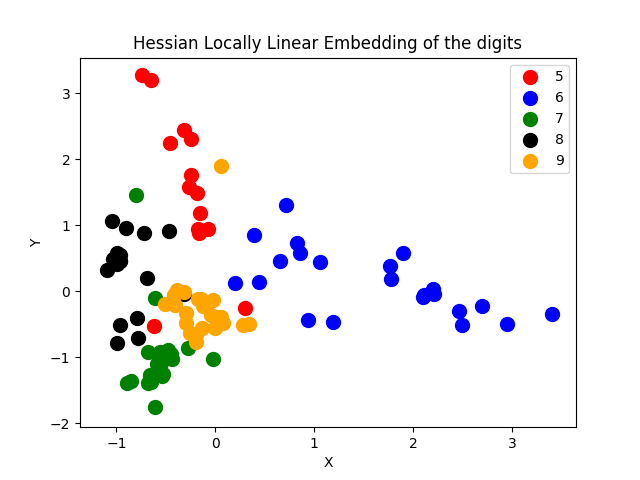 Hessian Locally Linear Embedding of the digits
5
6
7
8
9
3
2
1
0
−1
−2
Y
−1 0 1 2 3
X